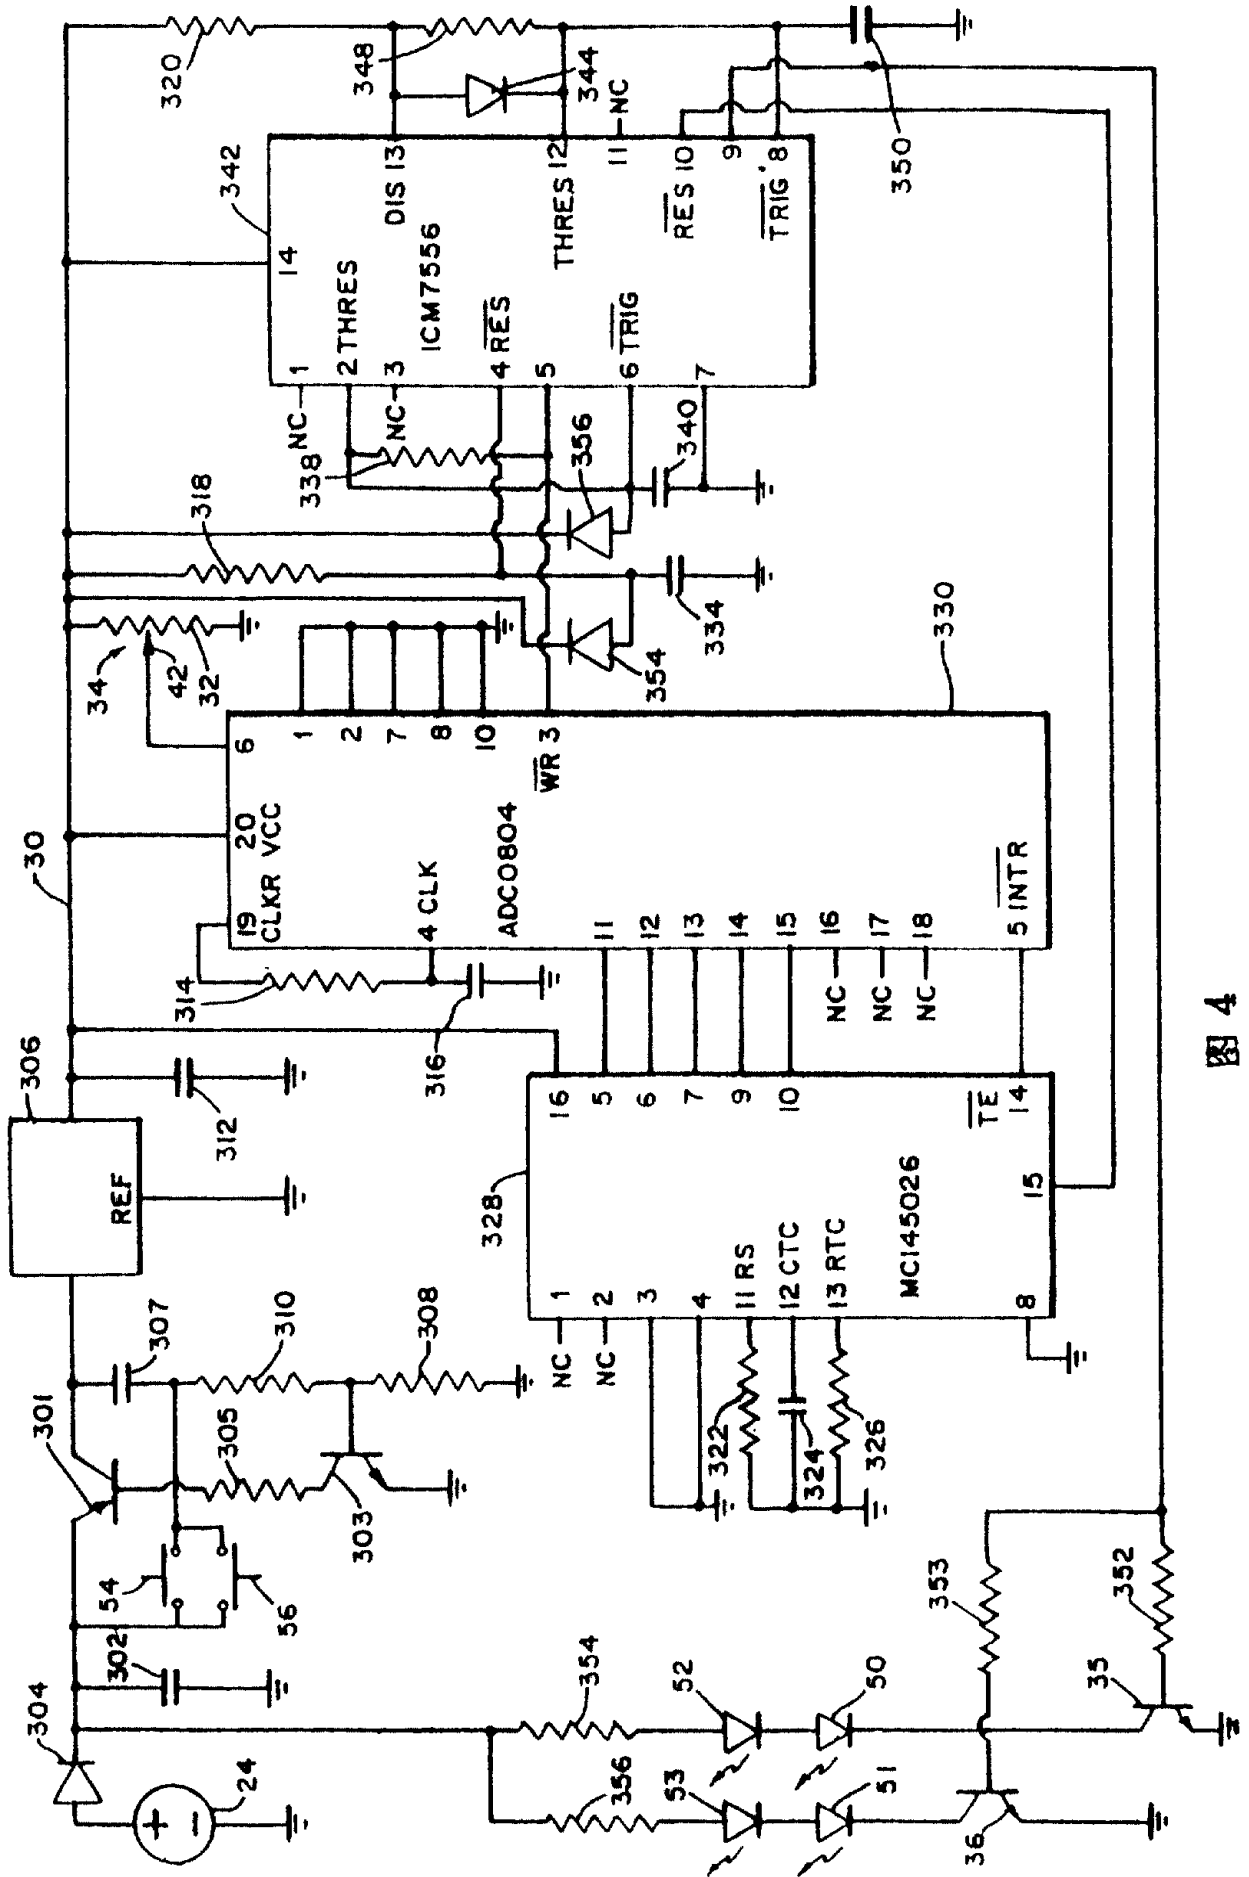 24
+
−
304
302
54
56
301
305
303
307
310
308
306
REF
312
30
314
316
34
42
32
318
338
356
340
334
354
330
19 20 6
CLKR VCC
4 CLK
ADC0804
1
2
7
8
10
WR 3
11
12
13
14
15
16
17
18
NC
NC
NC
5 INTR
328
16
5
6
7
9
10
TE
14
15
MC145026
1
2
3
4
11 RS
12 CTC
13 RTC
8
NC
NC
322
324
326
342
14
NC 1
2 THRES
NC 3
4 RES
5
6 TRIG
7
ICM7556
DIS 13
THRES 12
11 NC
RES 10
9
TRIG 8
320
348
344
350
354
356
52
50
53
51
353
352
35
36
图 4